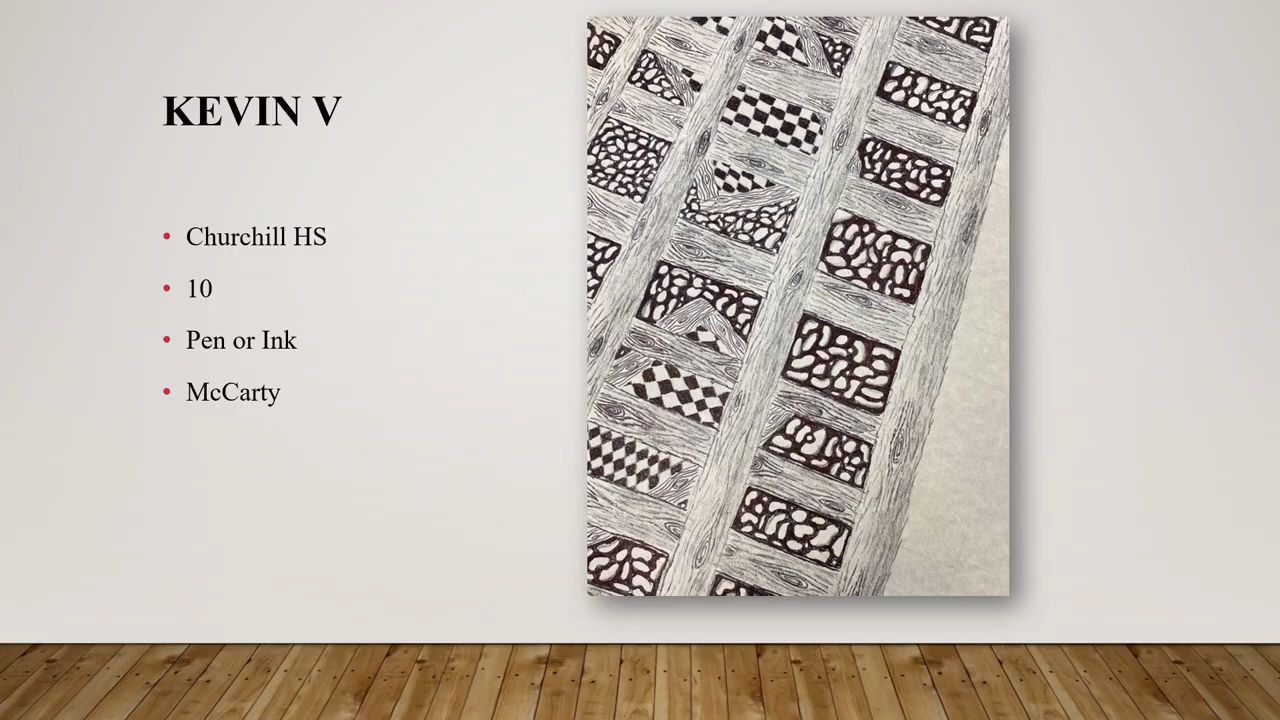 KEVIN V
• Churchill HS
• 10
• Pen or Ink
• McCarty